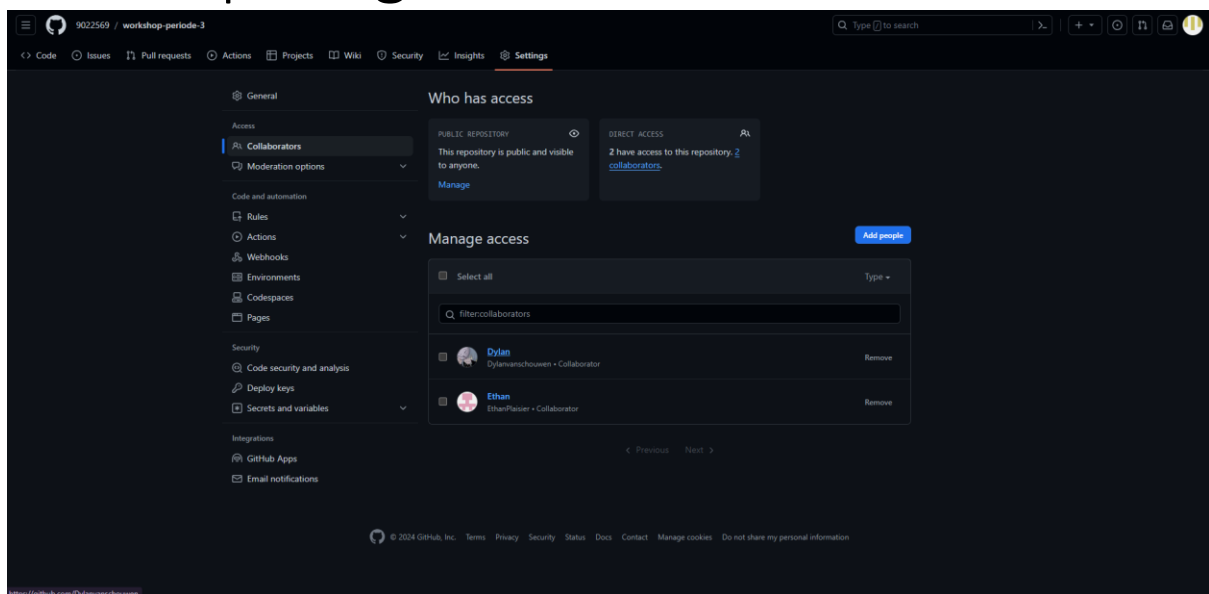 9022569 / workshop-periode-3
Type / to search
Code Issues Pull requests Actions Projects Wiki Security Insights Settings
General
Access
Collaborators
Moderation options
Code and automation
Rules
Actions
Webhooks
Environments
Codespaces
Pages
Security
Code security and analysis
Deploy keys
Secrets and variables
Integrations
GitHub Apps
Email notifications
Who has access
PUBLIC REPOSITORY
This repository is public and visible
to anyone.
Manage
DIRECT ACCESS
2 have access to this repository. 2
collaborators.
Manage access
Add people
Select all
Type
filter:collaborators
Dylan
Dylanvanschouwen • Collaborator
Remove
Ethan
EthanPlaisier • Collaborator
Remove
Previous Next
© 2024 GitHub, Inc. Terms Privacy Security Status Docs Contact Manage cookies Do not share my personal information
https://github.com/Dylanvanschouwen